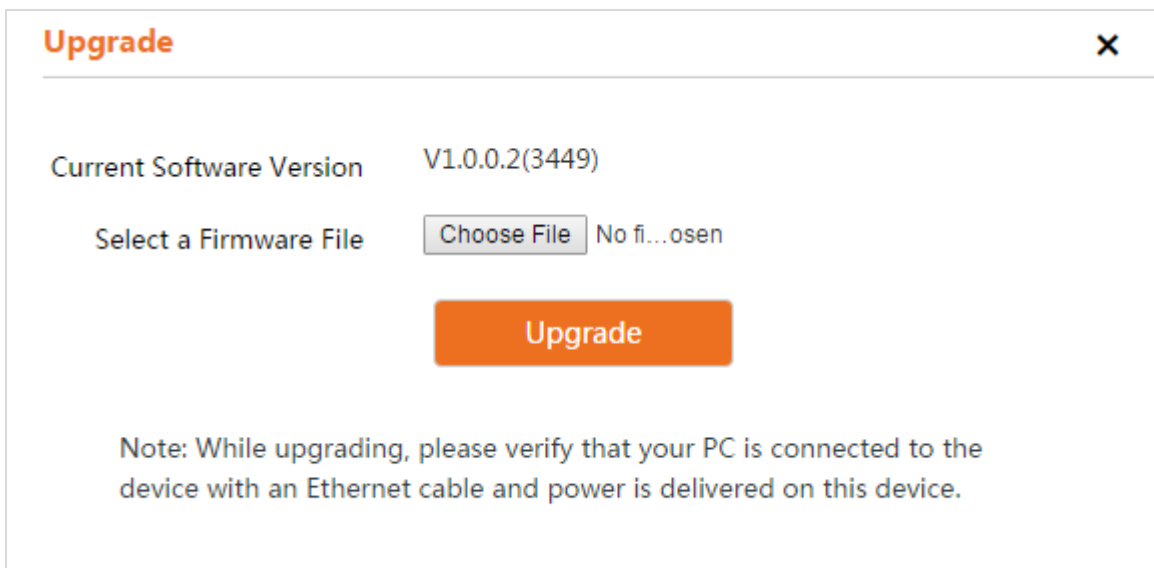 Upgrade ×
Current Software Version V1.0.0.2(3449)
Select a Firmware File Choose File No fi...osen
Upgrade
Note: While upgrading, please verify that your PC is connected to the
device with an Ethernet cable and power is delivered on this device.